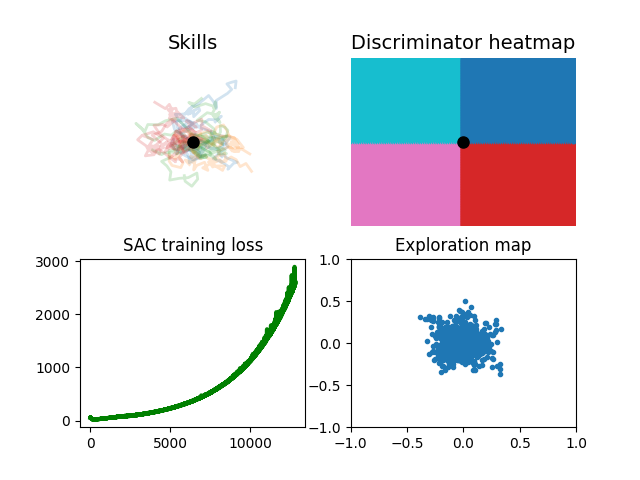 Skills
Discriminator heatmap
SAC training loss
3000
2000
1000
0
0 5000 10000
Exploration map
1.0
0.5
0.0
−0.5
−1.0
−1.0 −0.5 0.0 0.5 1.0